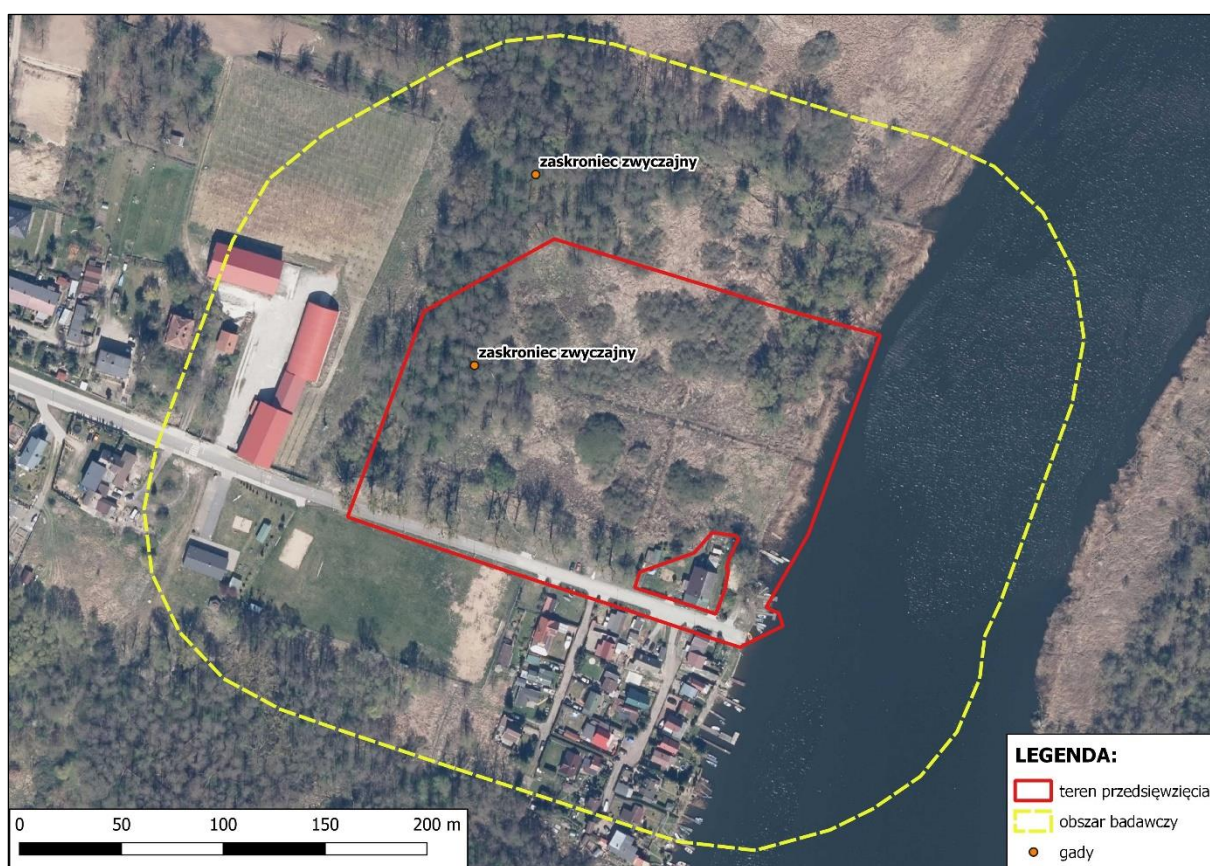 zaskroniec zwyczajny
zaskroniec zwyczajny
LEGENDA:
teren przedsięwzięcia
obszar badawczy
gady
0 50 100 150 200 m